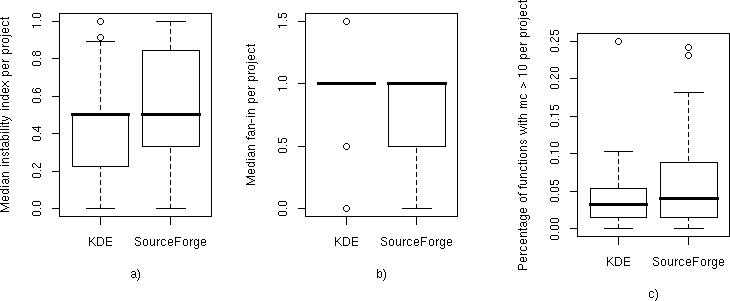 Median instability index per project
1.0
0.8
0.6
0.4
0.2
0.0
KDE SourceForge
a)
Median fan-in per project
1.5
1.0
0.5
0.0
KDE SourceForge
b)
Percentage of functions with mc > 10 per project
0.25
0.20
0.15
0.10
0.05
0.00
KDE SourceForge
c)